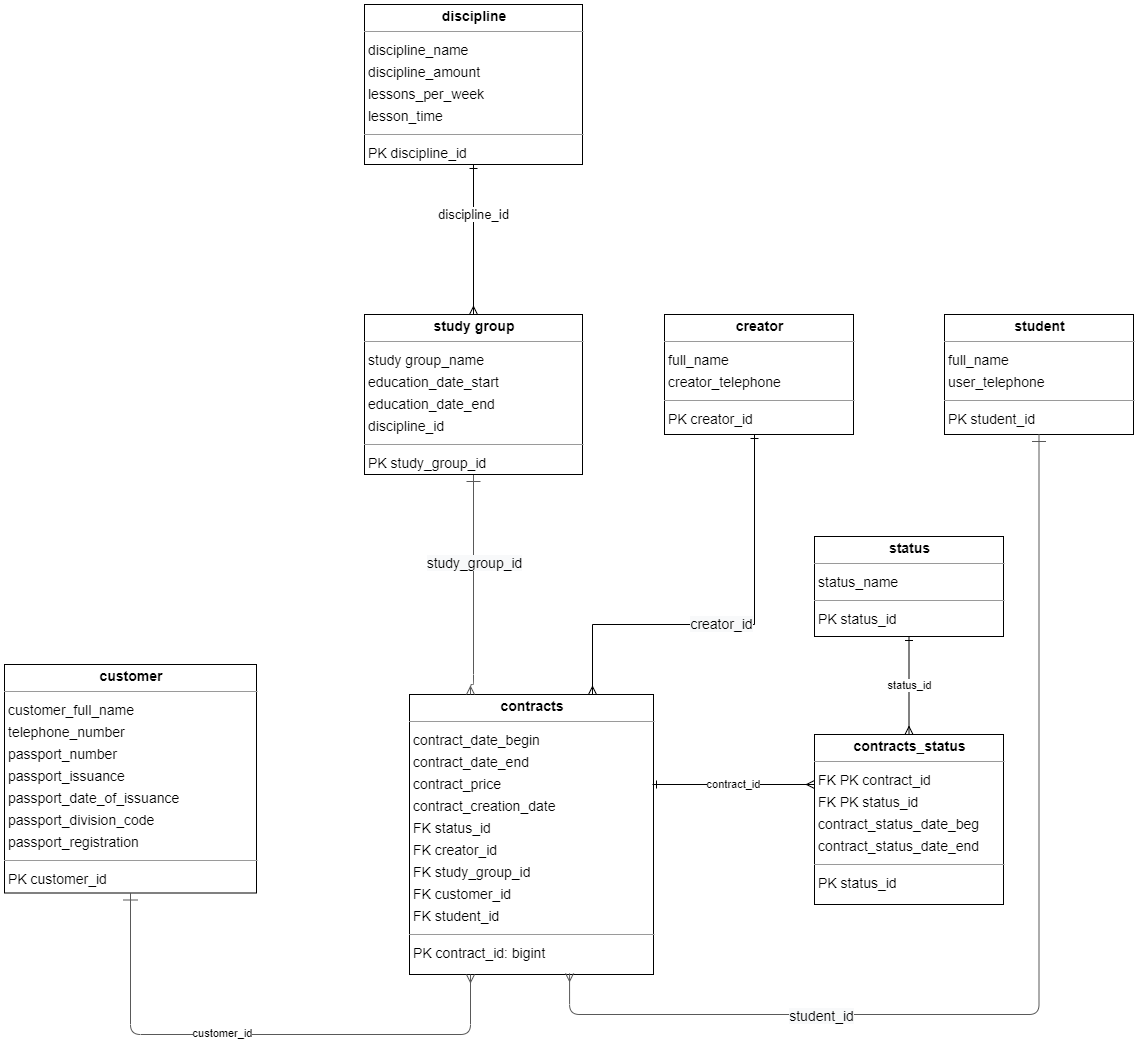 discipline
discipline_name
discipline_amount
lessons_per_week
lesson_time
PK discipline_id
discipline_id
study group
study group_name
education_date_start
education_date_end
discipline_id
PK study_group_id
creator
full_name
creator_telephone
PK creator_id
student
full_name
user_telephone
PK student_id
study_group_id
creator_id
status
status_name
PK status_id
status_id
customer
customer_full_name
telephone_number
passport_number
passport_issuance
passport_date_of_issuance
passport_division_code
passport_registration
PK customer_id
contracts
contract_date_begin
contract_date_end
contract_price
contract_creation_date
FK status_id
FK creator_id
FK study_group_id
FK customer_id
FK student_id
PK contract_id: bigint
contract_id
contracts_status
FK PK contract_id
FK PK status_id
contract_status_date_beg
contract_status_date_end
PK status_id
customer_id
student_id